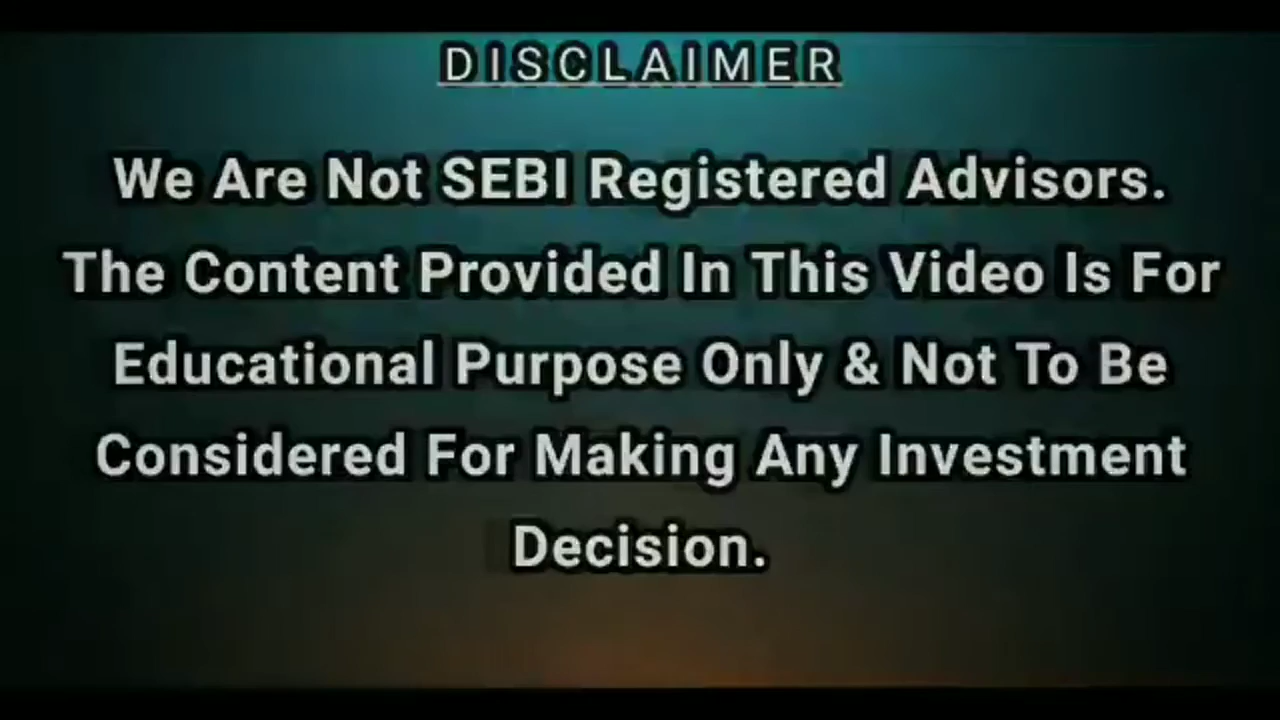 DISCLAIMER
We Are Not SEBI Registered Advisors.
The Content Provided In This Video Is For
Educational Purpose Only & Not To Be
Considered For Making Any Investment
Decision.